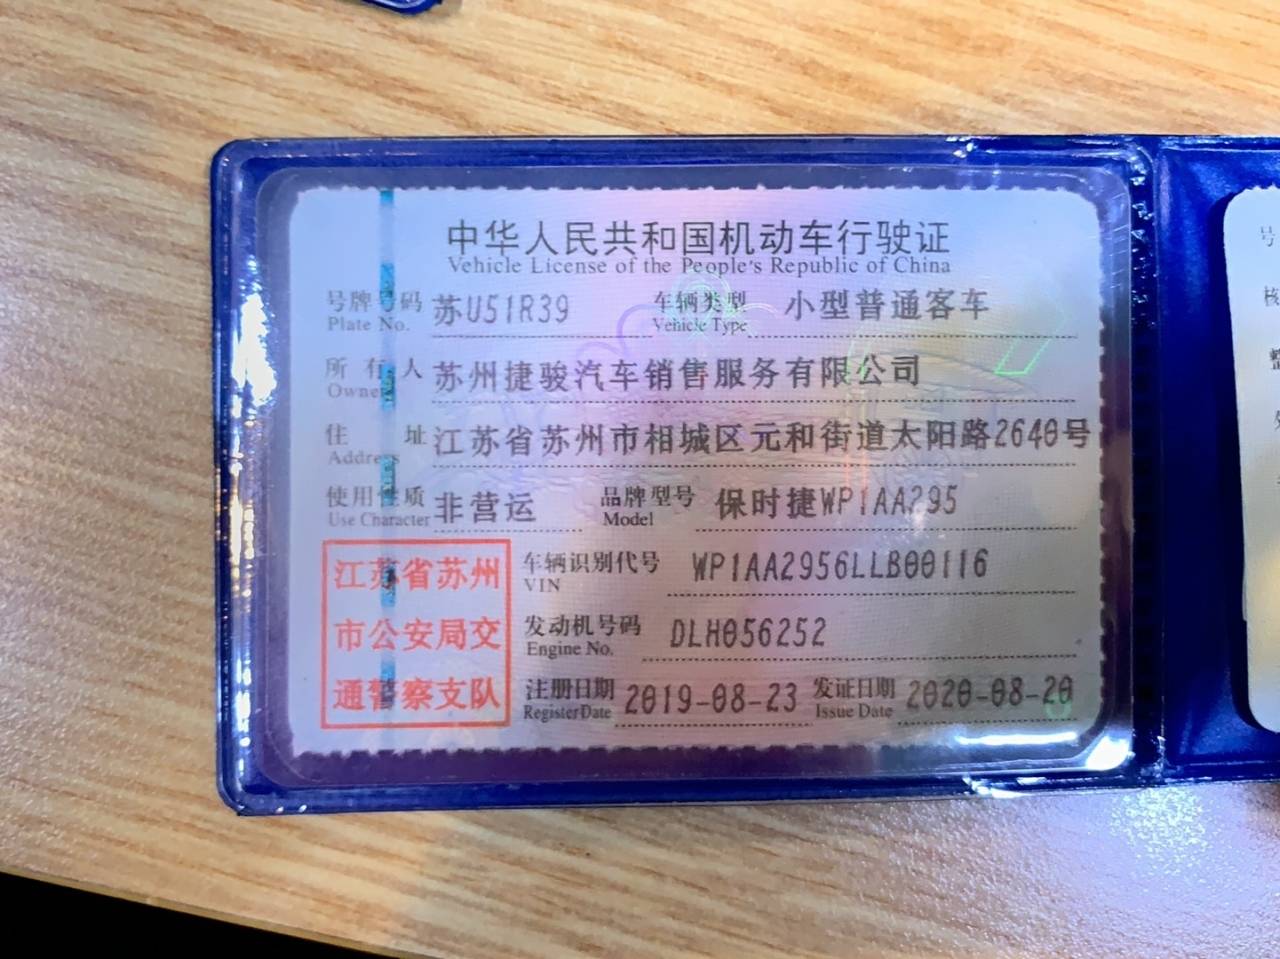 中华人民共和国机动车行驶证
Vehicle License of the People's Republic of China
号牌号码 苏U51R39 车辆类型 小型普通客车
Plate No. Vehicle Type
所有人 苏州捷骏汽车销售服务有限公司
Owner
住址 江苏省苏州市相城区元和街道太阳路2640号
Address
使用性质 非营运 品牌型号 保时捷WP1AA295
Use Character Model
江苏省苏州
市公安局交
通警察支队
车辆识别代号 WP1AA2956LLB00116
VIN
发动机号码 DLH056252
Engine No.
注册日期 2019-08-23 发证日期 2020-08-20
Register Date Issue Date
号
核